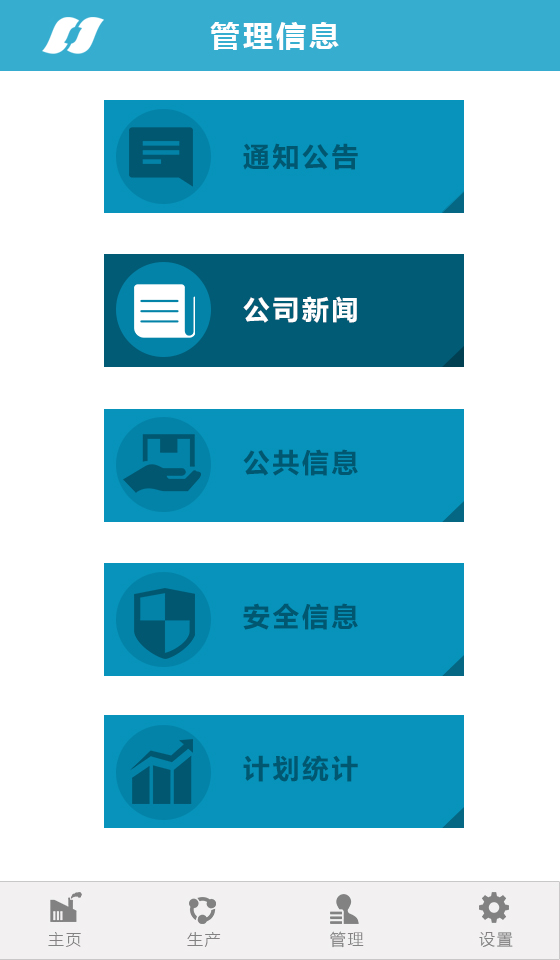 管理信息
通知公告
公司新闻
公共信息
安全信息
计划统计
主页 生产 管理 设置